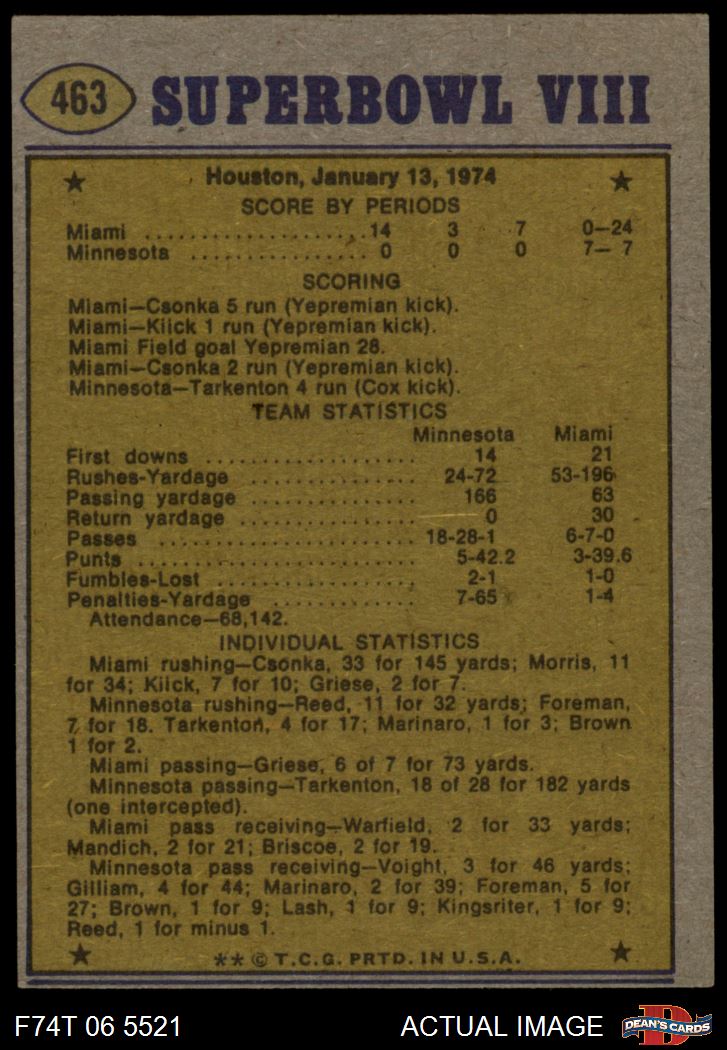 463 SUPERBOWL VIII
Houston, January 13, 1974
SCORE BY PERIODS
Miami .................... 14 3 7 0—24
Minnesota ................ 0 0 0 7— 7
SCORING
Miami—Csonka 5 run (Yepremian kick).
Miami—Kiick 1 run (Yepremian kick).
Miami Field goal Yepremian 28.
Miami—Csonka 2 run (Yepremian kick).
Minnesota—Tarkenton 4 run (Cox kick).
TEAM STATISTICS
Minnesota Miami
First downs .................... 14 21
Rushes-Yardage .................. 24-72 53-196
Passing yardage ............... 166 63
Return yardage ................ 0 30
Passes ....................... 18-28-1 6-7-0
Punts ......................... 5-42.2 3-39.6
Fumbles-Lost .................. 2-1 1-0
Penalties-Yardage ............. 7-65 1-4
Attendance—68,142.
INDIVIDUAL STATISTICS
Miami rushing—Csonka, 33 for 145 yards; Morris, 11
for 34; Kiick, 7 for 10; Griese, 2 for 7.
Minnesota rushing—Reed, 11 for 32 yards; Foreman,
7 for 18. Tarkenton, 4 for 17; Marinaro, 1 for 3; Brown
1 for 2.
Miami passing—Griese, 6 of 7 for 73 yards.
Minnesota passing—Tarkenton, 18 of 28 for 182 yards
(one intercepted).
Miami pass receiving—Warfield, 2 for 33 yards;
Mandich, 2 for 21; Briscoe, 2 for 19.
Minnesota pass receiving—Voight, 3 for 46 yards;
Gilliam, 4 for 44; Marinaro, 2 for 39; Foreman, 5 for
27; Brown, 1 for 9; Lash, 1 for 9; Kingsriter, 1 for 9;
Reed, 1 for minus 1.
** © T.C.G. PRTD. IN U.S.A.
F74T 06 5521 ACTUAL IMAGE D DEAN'S CARDS